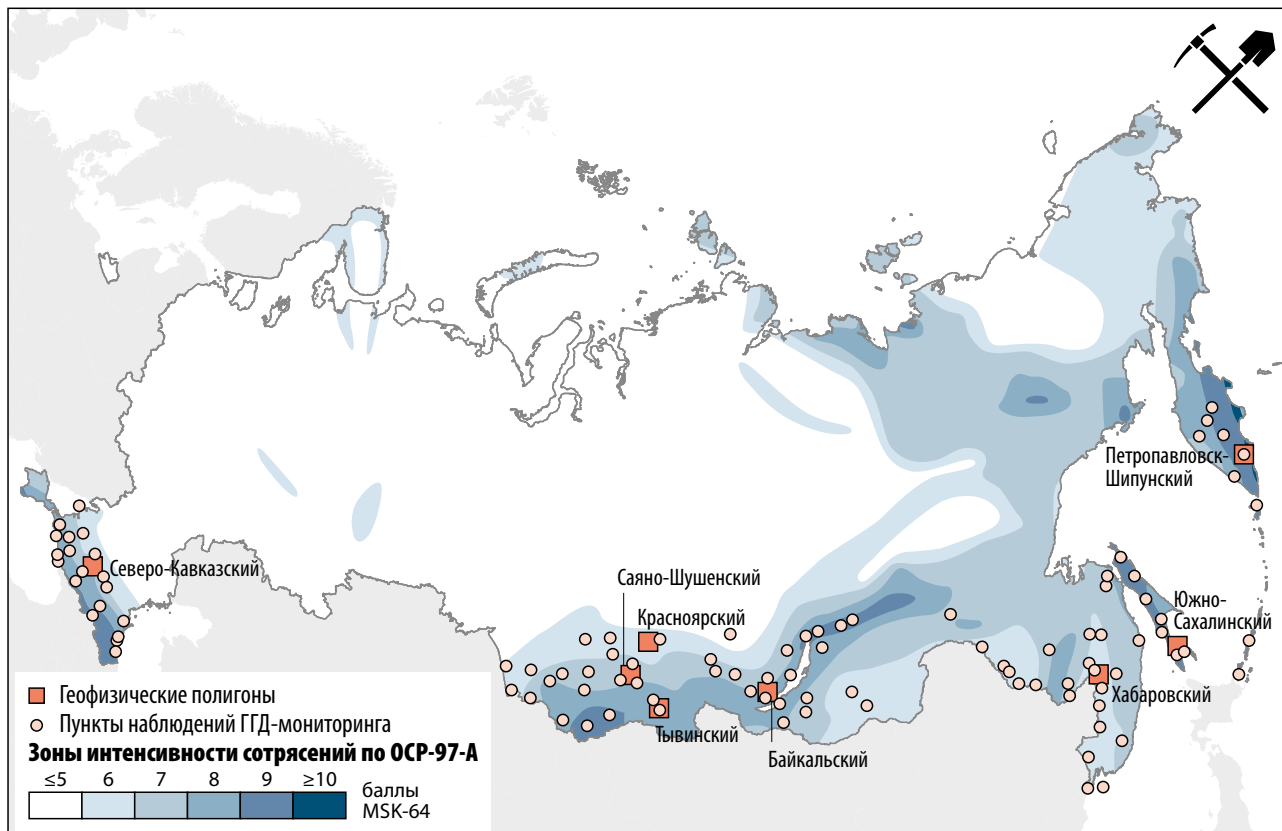 Петропавловск-
Шипунский
Северо-Кавказский
Саяно-Шушенский
Красноярский
Южно-
Сахалинский
Хабаровский
Тывинский
Байкальский
Геофизические полигоны
Пункты наблюдений ГГД-мониторинга
Зоны интенсивности сотрясений по ОСР-97-А
≤5 6 7 8 9 ≥10
баллы
MSK-64